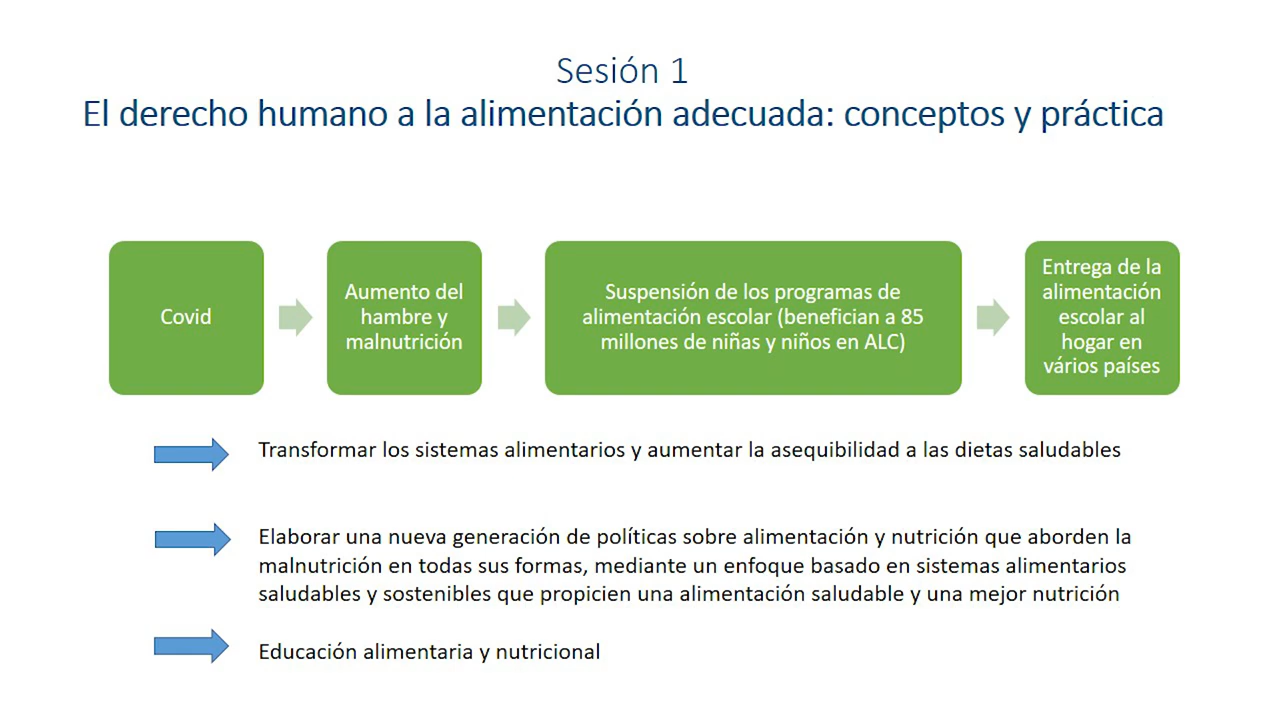 Sesión 1
El derecho humano a la alimentación adecuada: conceptos y práctica
Covid
Aumento del
hambre y
malnutrición
Suspensión de los programas de
alimentación escolar (benefician a 85
millones de niñas y niños en ALC)
Entrega de la
alimentación
escolar al
hogar en
vários países
Transformar los sistemas alimentarios y aumentar la asequibilidad a las dietas saludables
Elaborar una nueva generación de políticas sobre alimentación y nutrición que aborden la
malnutrición en todas sus formas, mediante un enfoque basado en sistemas alimentarios
saludables y sostenibles que propicien una alimentación saludable y una mejor nutrición
Educación alimentaria y nutricional